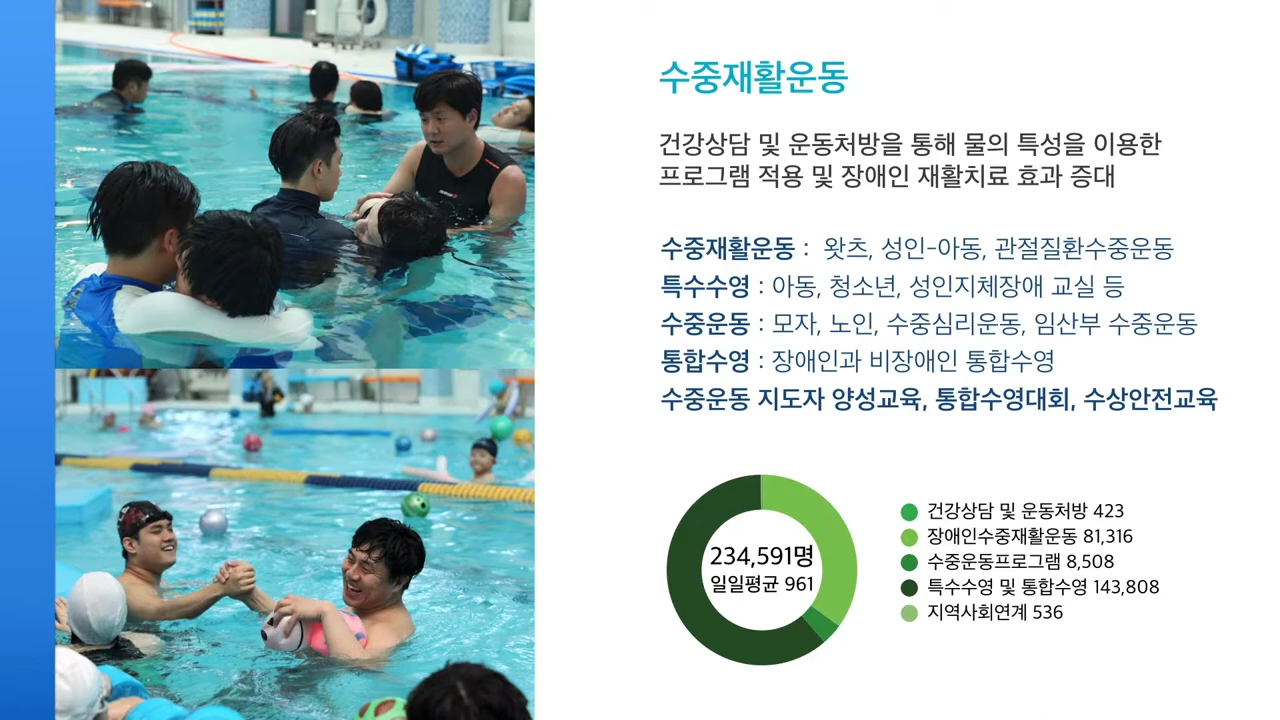 수중재활운동
건강상담 및 운동처방을 통해 물의 특성을 이용한
프로그램 적용 및 장애인 재활치료 효과 증대
수중재활운동 : 왓츠, 성인-아동, 관절질환수중운동
특수수영 : 아동, 청소년, 성인지체장애 교실 등
수중운동 : 모자, 노인, 수중심리운동, 임산부 수중운동
통합수영 : 장애인과 비장애인 통합수영
수중운동 지도자 양성교육, 통합수영대회, 수상안전교육
234,591명
일일평균 961
건강상담 및 운동처방 423
장애인수중재활운동 81,316
수중운동프로그램 8,508
특수수영 및 통합수영 143,808
지역사회연계 536